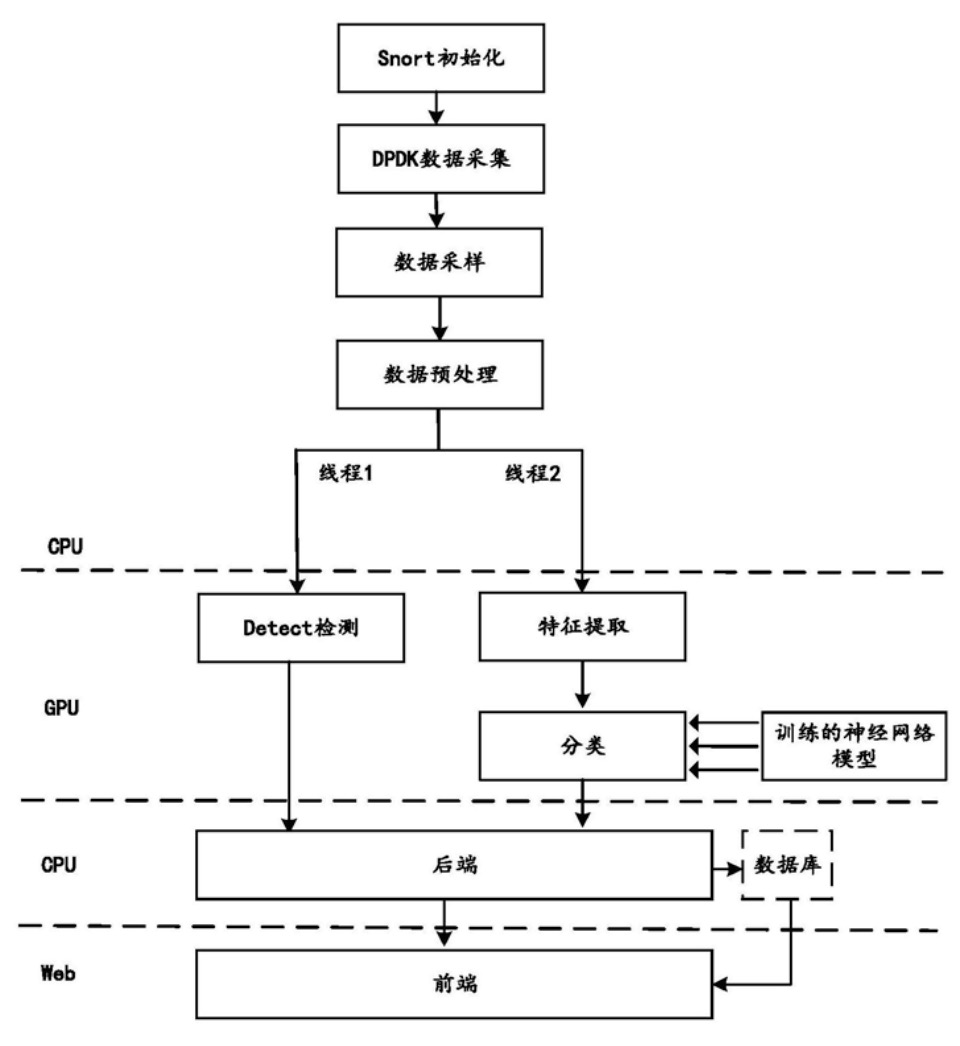 Snort初始化
DPDK数据采集
数据采样
数据预处理
线程1
线程2
CPU
Detect检测
特征提取
GPU
分类
训练的神经网络
模型
CPU
后端
数据库
Web
前端